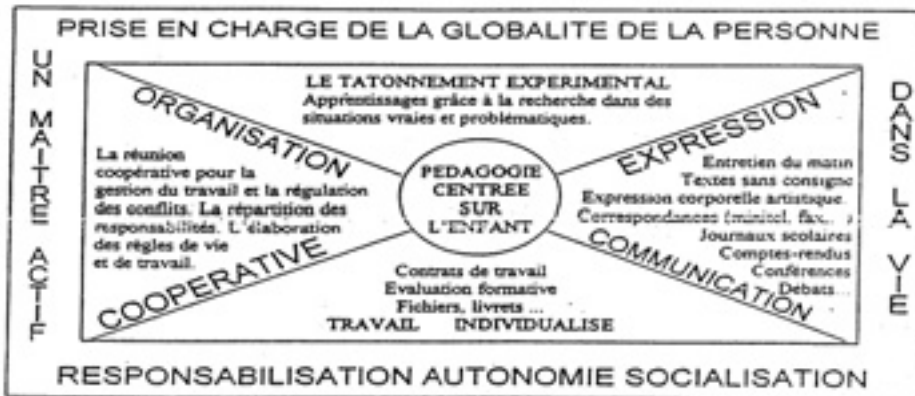 PRISE EN CHARGE DE LA GLOBALITE DE LA PERSONNE
UN MAITRE ACTIF
ORGANISATION
LE TATONNEMENT EXPERIMENTAL
Apprentissages grâce à la recherche dans des
situations vraies et problématiques.
EXPRESSION
La réunion
coopérative pour la
gestion du travail et la régulation
des conflits. La répartition des
responsabilités. L'élaboration
des règles de vie
et de travail.
COOPERATIVE
PEDAGOGIE
CENTREE
SUR
L'ENFANT
Entretien du matin
Textes sans consigne
Expression corporelle artistique.
Correspondances (minitel, fax...)
Journaux scolaires
Comptes-rendus
Conférences
Débats...
COMMUNICATION
Contrats de travail
Evaluation formative
Fichiers, livrets ...
TRAVAIL INDIVIDUALISE
DANS LA VIE
RESPONSABILISATION AUTONOMIE SOCIALISATION